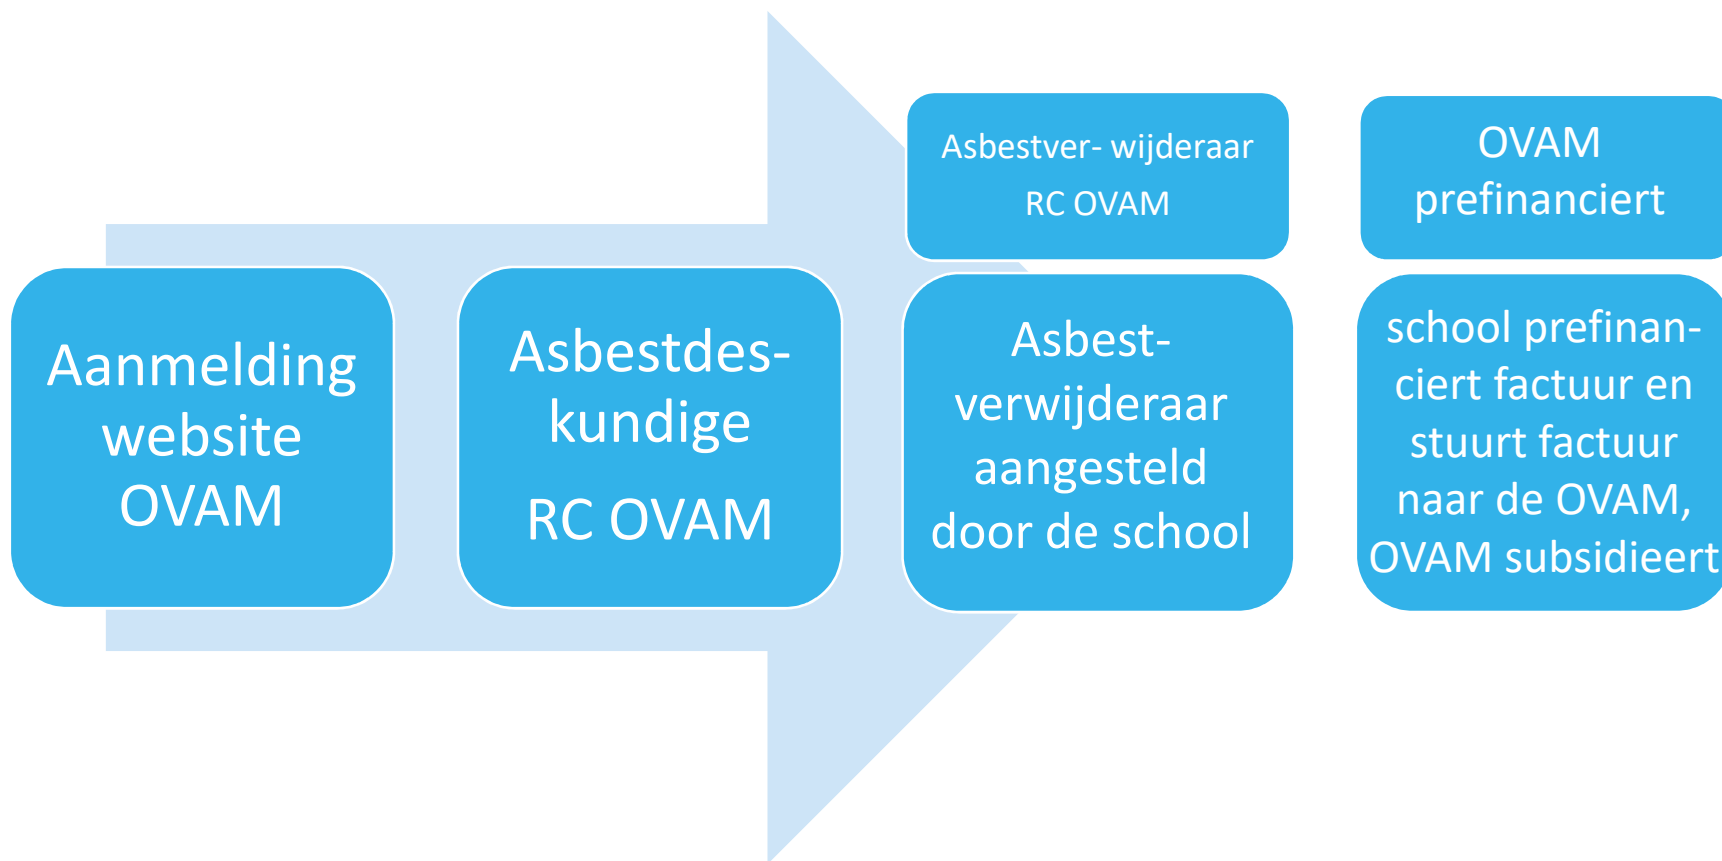 Aanmelding
website
OVAM
Asbestdes-
kundige
RC OVAM
Asbestver- wijderaar
RC OVAM
Asbest-
verwijderaar
aangesteld
door de school
OVAM
prefinanciert
school prefinan-
ciert factuur en
stuurt factuur
naar de OVAM,
OVAM subsidieert